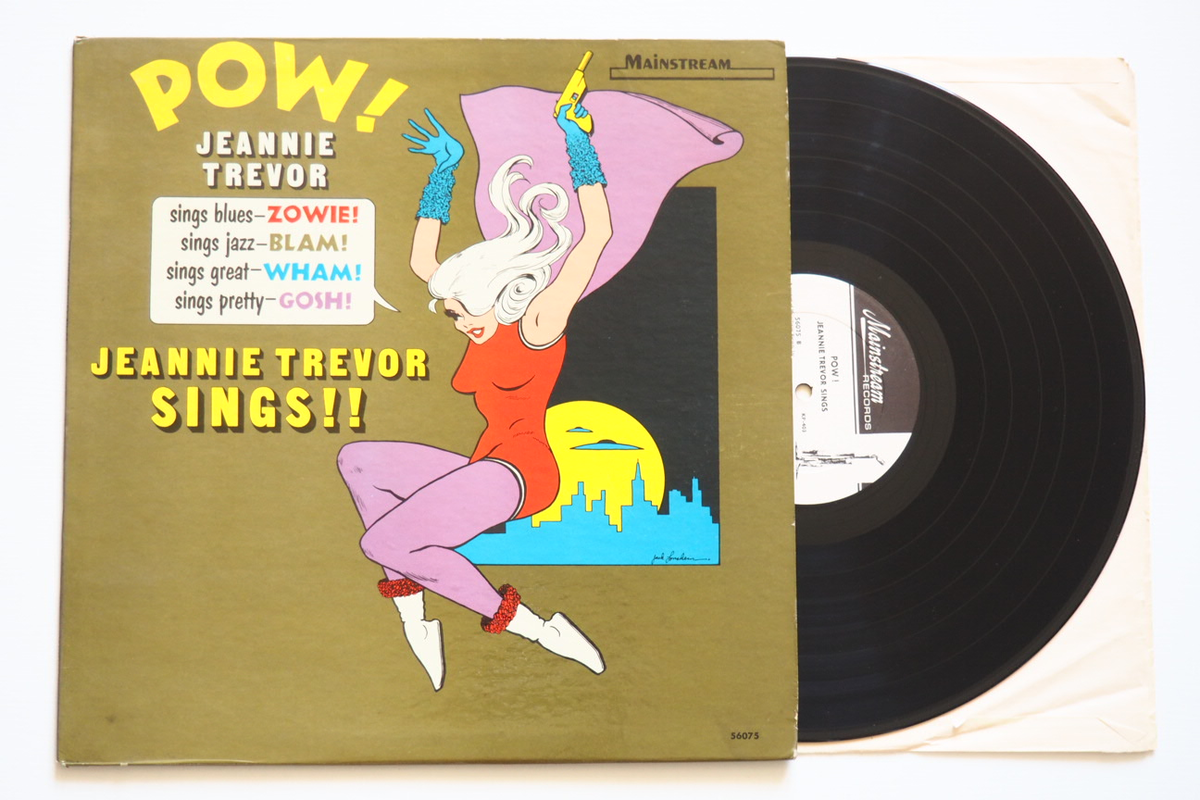 POW!
JEANNIE
TREVOR
MAINSTREAM
sings blues—ZOWIE!
sings jazz—BLAM!
sings great—WHAM!
sings pretty—GOSH!
JEANNIE TREVOR
SINGS!!
56075
Mainstream
RECORDS
POW !
JEANNIE TREVOR SINGS
56075 B